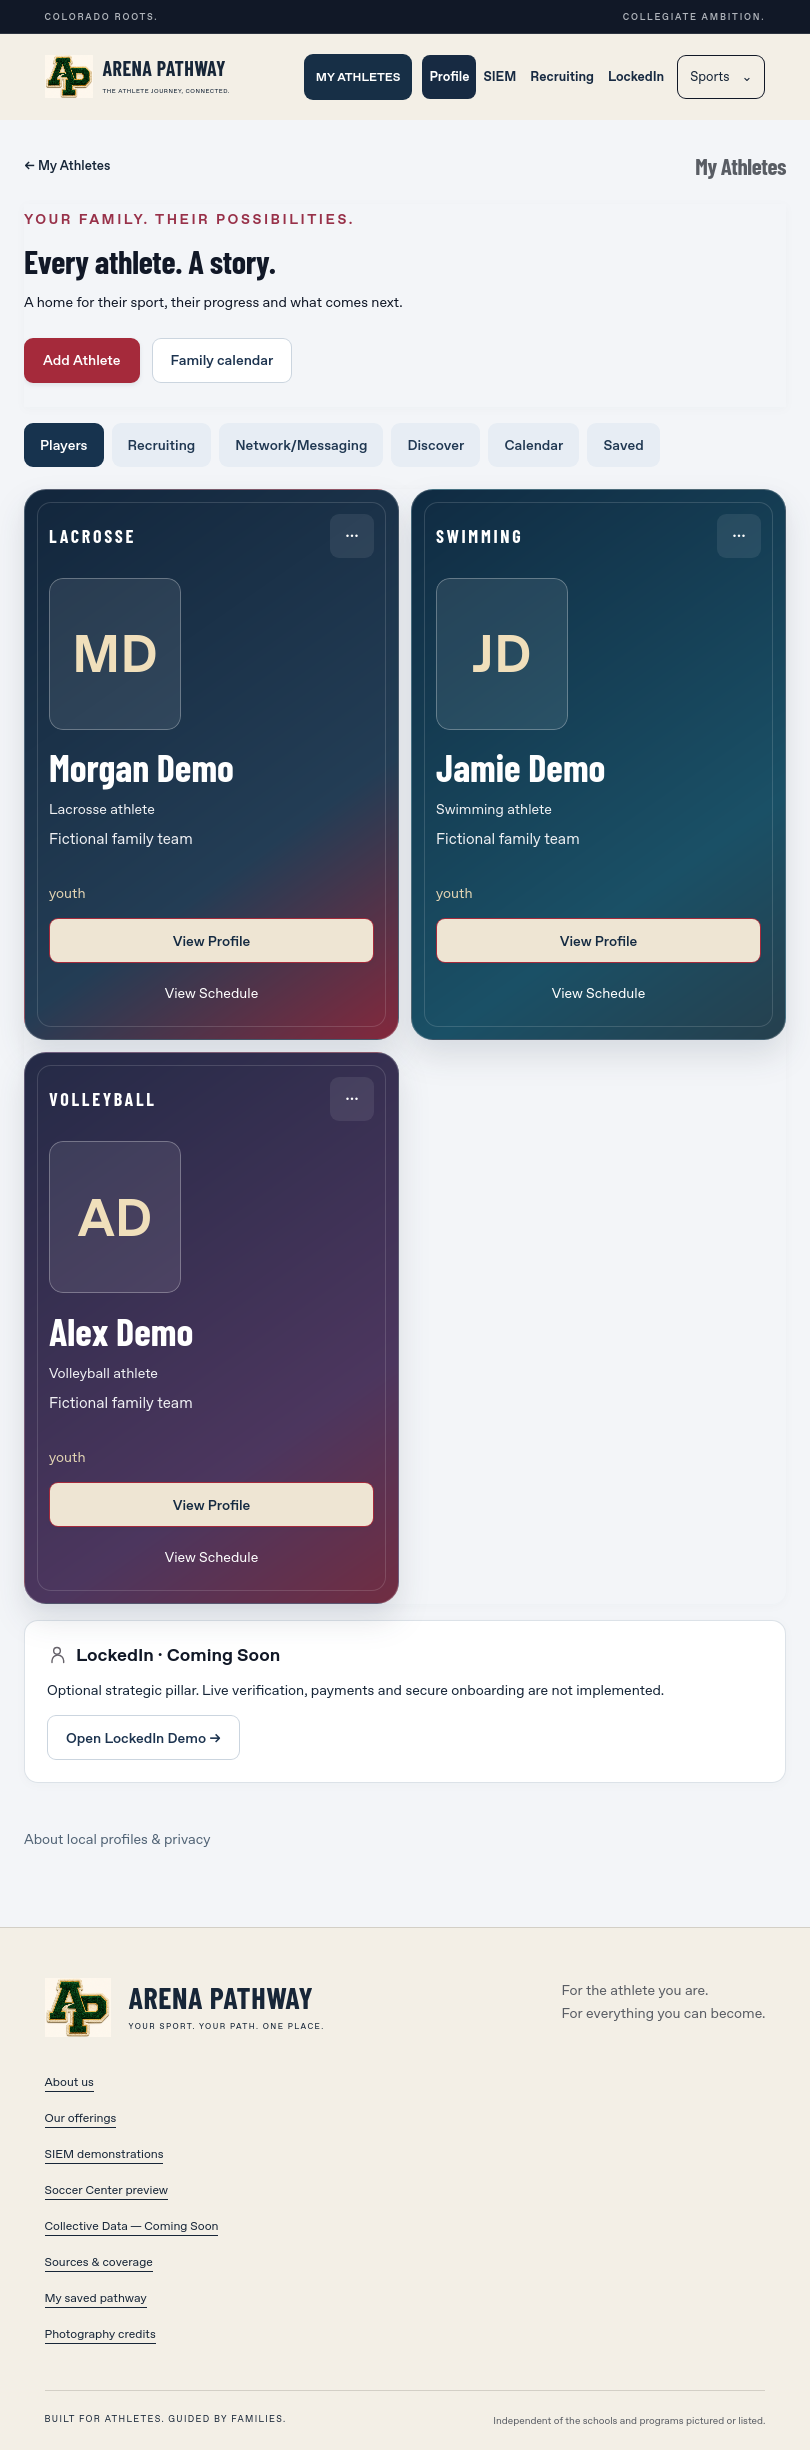 COLORADO ROOTS.
COLLEGIATE AMBITION.
AP
ARENA PATHWAY
THE ATHLETE JOURNEY, CONNECTED.
MY ATHLETES
Profile
SIEM
Recruiting
LockedIn
Sports
← My Athletes
My Athletes
YOUR FAMILY. THEIR POSSIBILITIES.
Every athlete. A story.
A home for their sport, their progress and what comes next.
Add Athlete
Family calendar
Players
Recruiting
Network/Messaging
Discover
Calendar
Saved
LACROSSE
...
MD
Morgan Demo
Lacrosse athlete
Fictional family team
youth
View Profile
View Schedule
SWIMMING
...
JD
Jamie Demo
Swimming athlete
Fictional family team
youth
View Profile
View Schedule
VOLLEYBALL
...
AD
Alex Demo
Volleyball athlete
Fictional family team
youth
View Profile
View Schedule
LockedIn · Coming Soon
Optional strategic pillar. Live verification, payments and secure onboarding are not implemented.
Open LockedIn Demo →
About local profiles & privacy
AP
ARENA PATHWAY
YOUR SPORT. YOUR PATH. ONE PLACE.
For the athlete you are.
For everything you can become.
About us
Our offerings
SIEM demonstrations
Soccer Center preview
Collective Data — Coming Soon
Sources & coverage
My saved pathway
Photography credits
BUILT FOR ATHLETES. GUIDED BY FAMILIES.
Independent of the schools and programs pictured or listed.